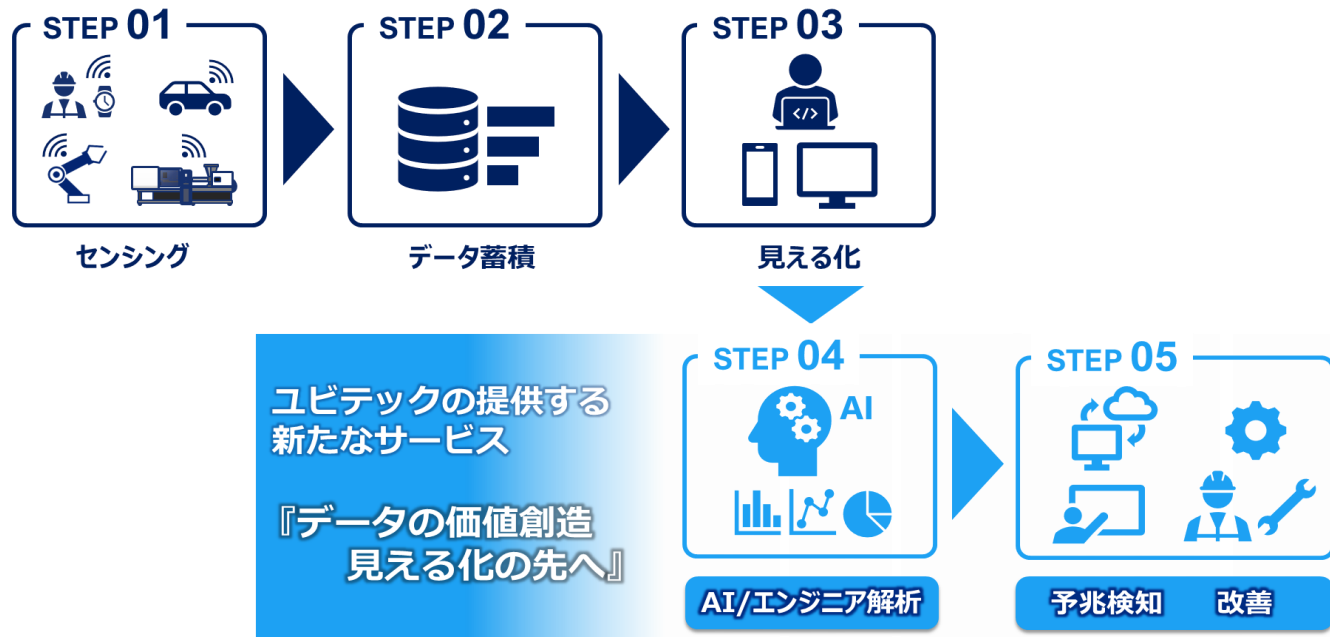 STEP 01
STEP 02
STEP 03
</>
センシング
データ蓄積
見える化
ユビテックの提供する
新たなサービス
『データの価値創造
見える化の先へ』
STEP 04
AI
AI/エンジニア解析
STEP 05
予兆検知 改善